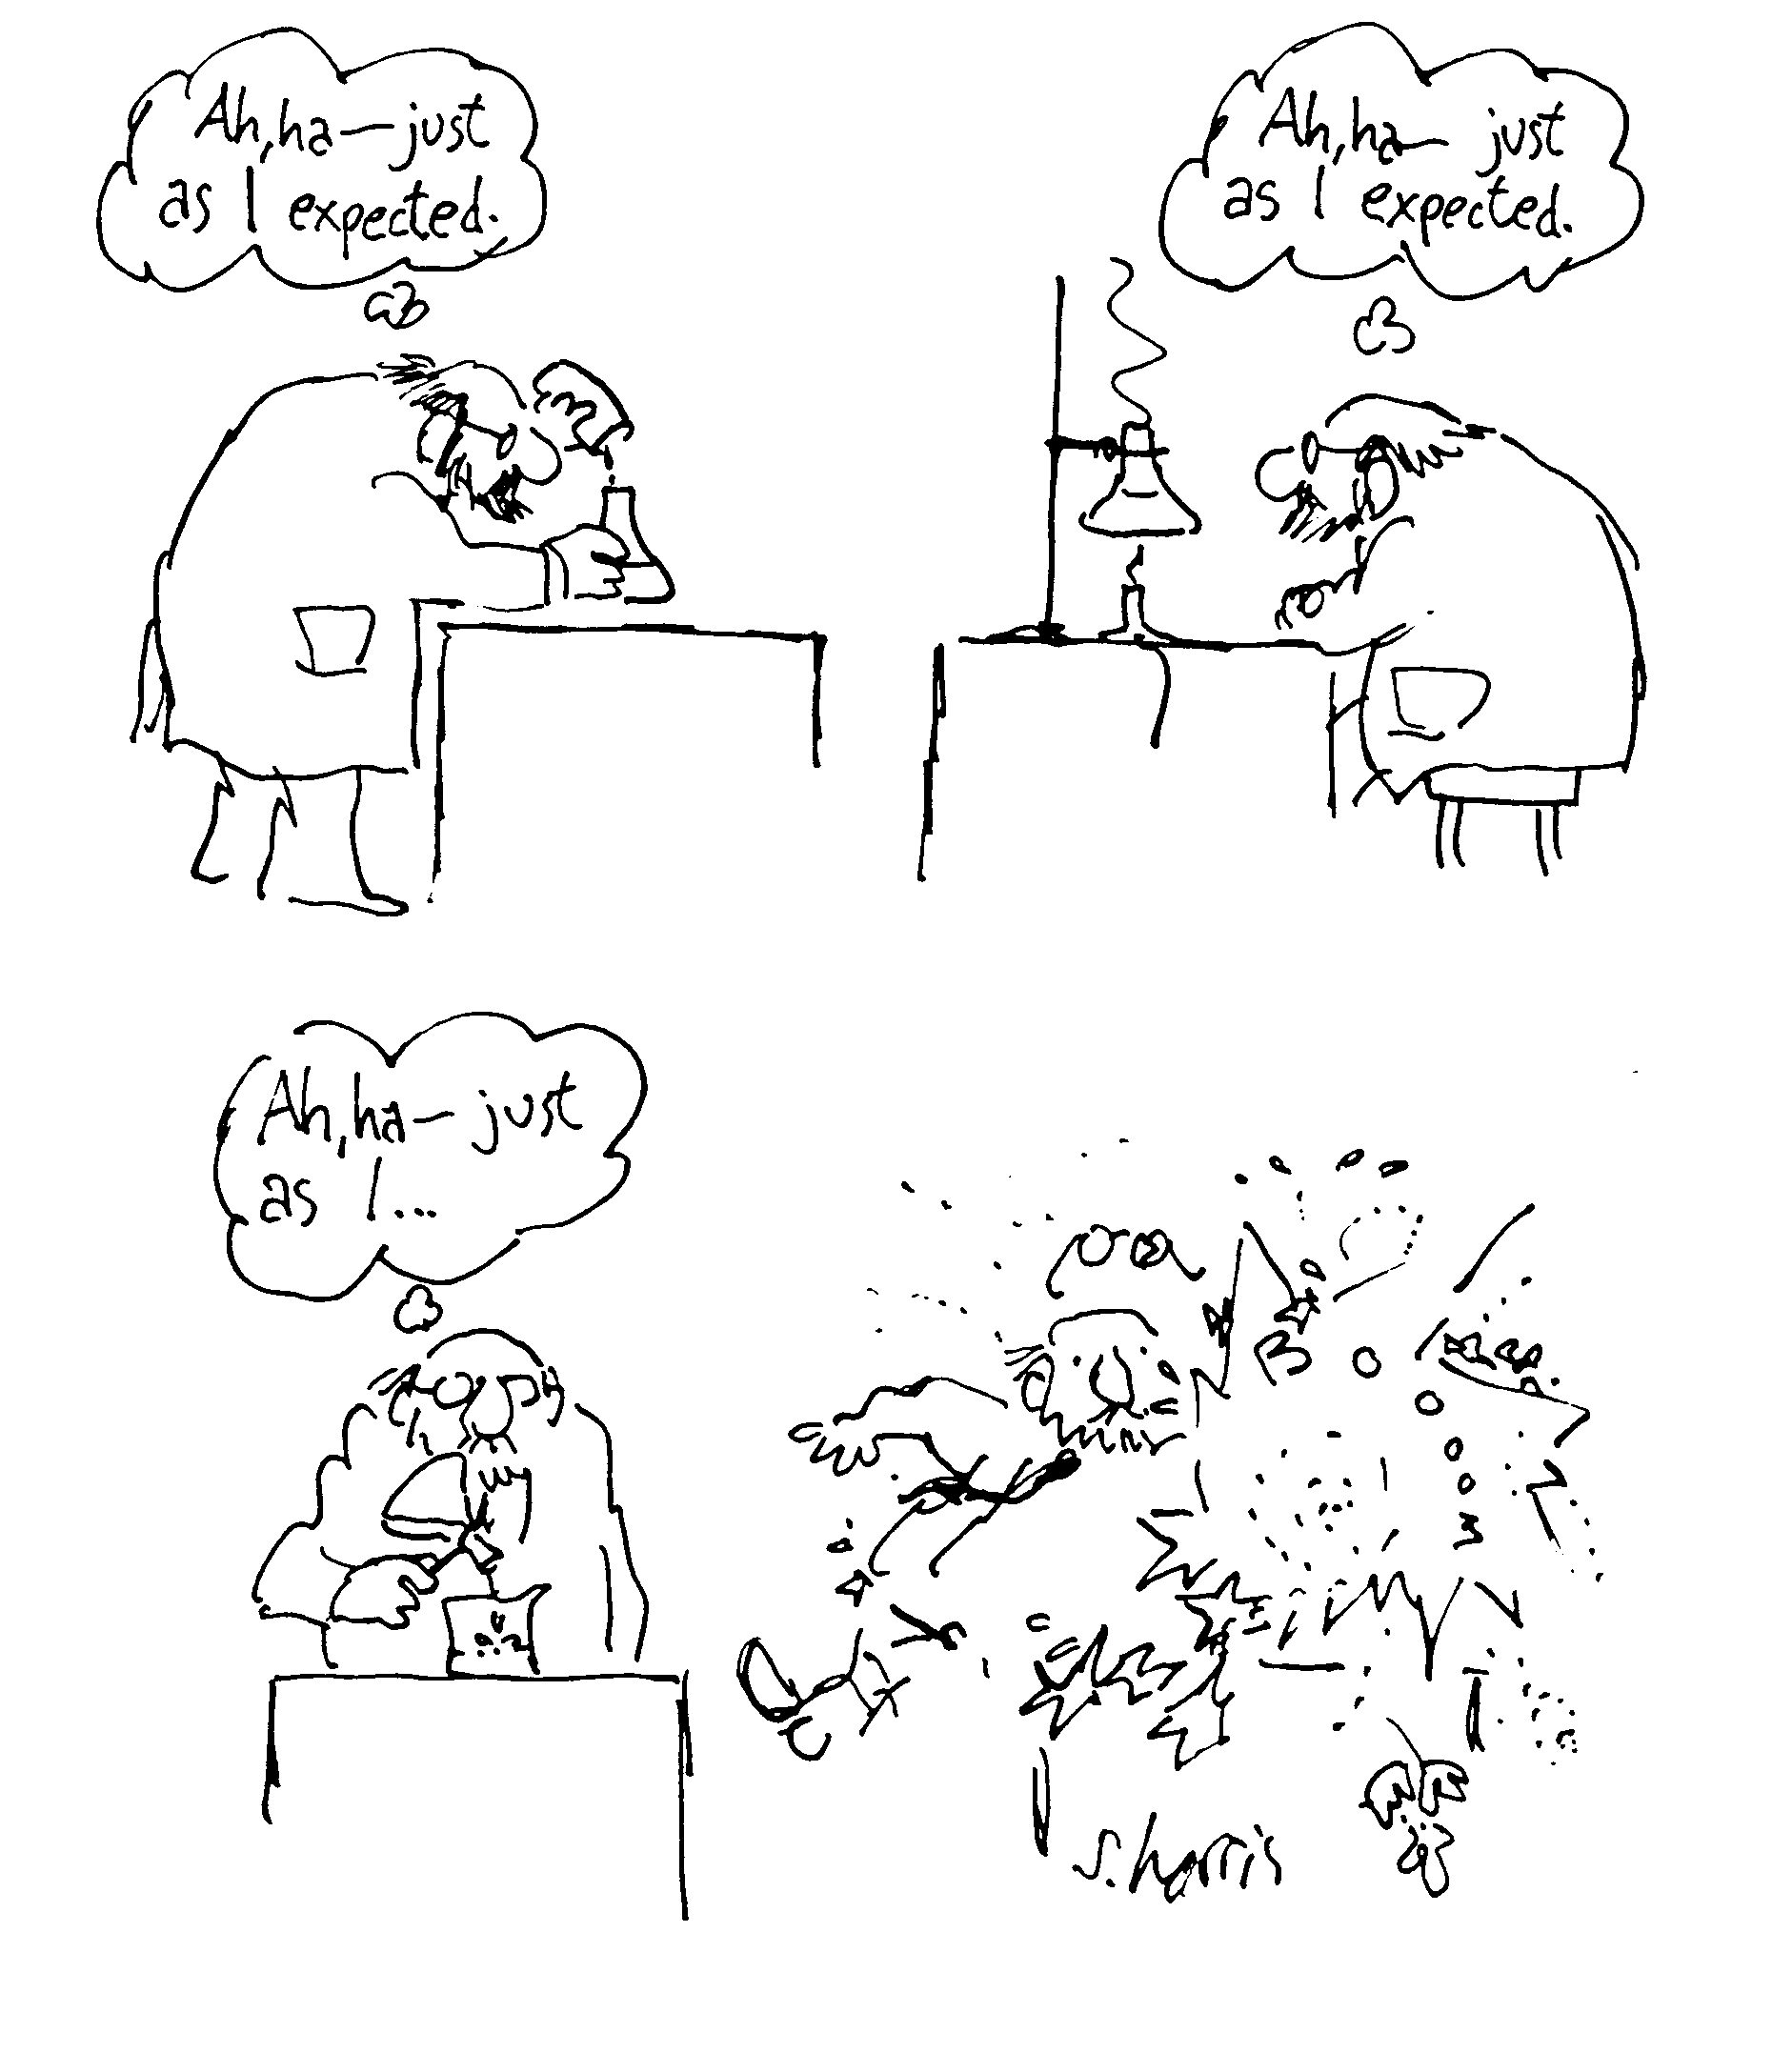 Ah, ha — just
as I expected.
Ah, ha — just
as I expected.
Ah, ha — just
as I...
S. harris